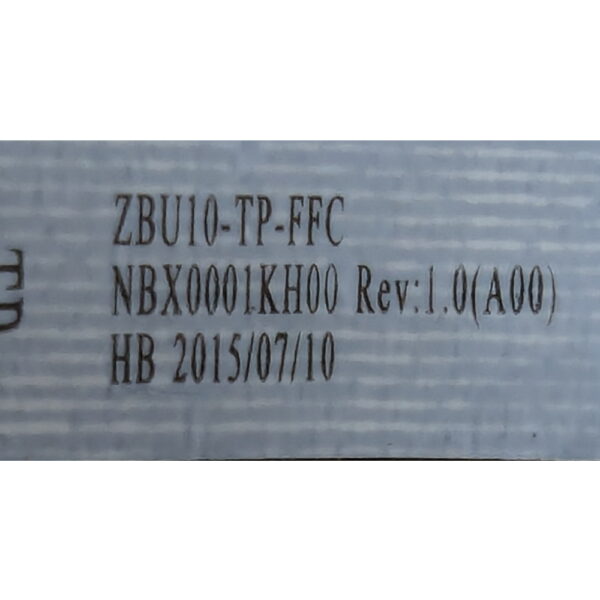 ZBU10-TP-FFC
NBX0001KH00 Rev:1.0(A00)
HB 2015/07/10